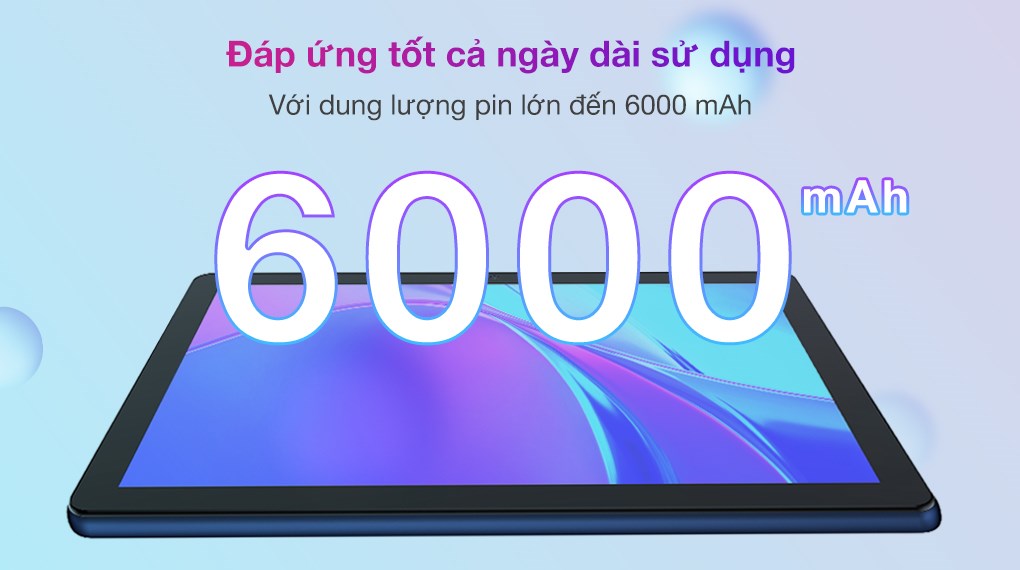 Đáp ứng tốt cả ngày dài sử dụng
Với dung lượng pin lớn đến 6000 mAh
6000 mAh